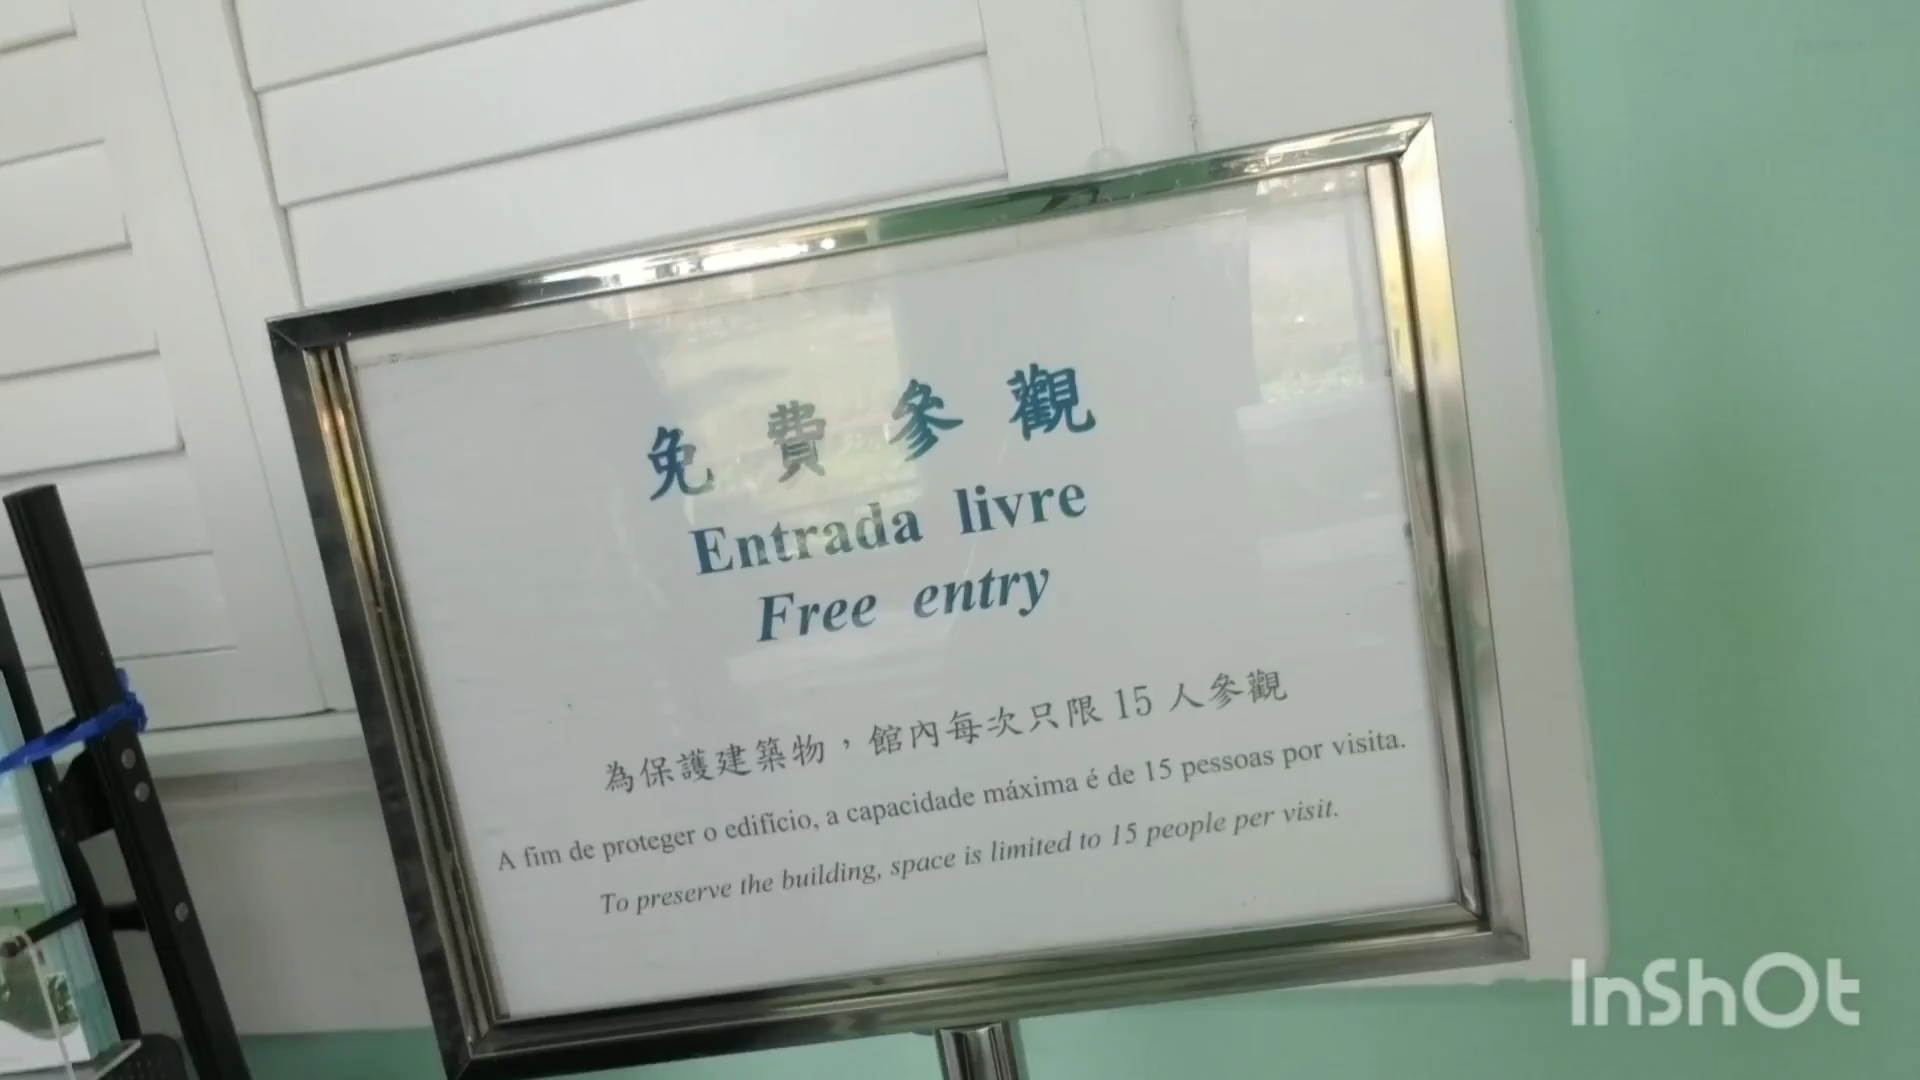 免費參觀
Entrada livre
Free entry
為保護建築物，館內每次只限 15 人參觀
A fim de proteger o edifício, a capacidade máxima é de 15 pessoas por visita.
To preserve the building, space is limited to 15 people per visit.
InShOt